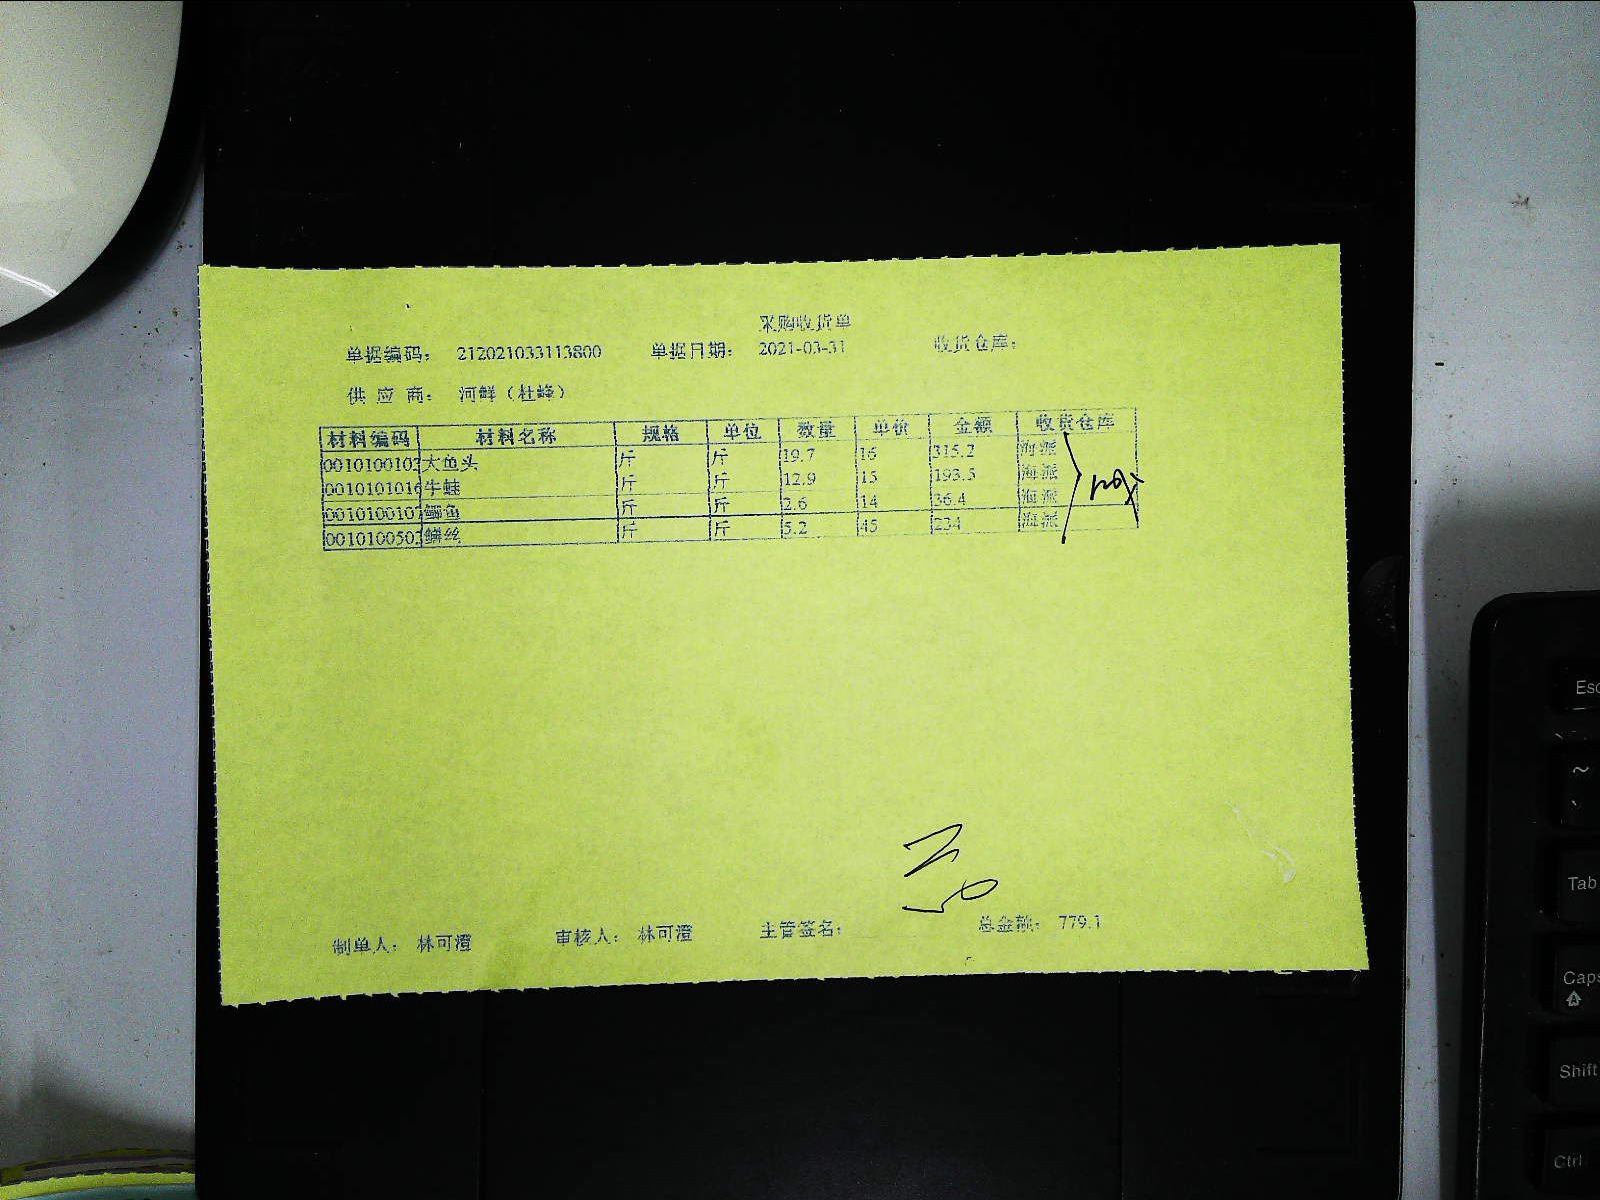 采购收货单
单据编码： 212021033113800 单据日期： 2021-03-31 收货仓库：
供 应 商： 河鲜（杜峰）
材料编码 材料名称 规格 单位 数量 单价 金额 收货仓库
0010100102 大鱼头 斤 斤 19.7 16 315.2 海派
0010101016 牛蛙 斤 斤 12.9 15 193.5 海派
0010100107 鳊鱼 斤 斤 2.6 14 36.4 海派
0010100502 鳝丝 斤 斤 5.2 45 234 海派
制单人： 林可澄 审核人： 林可澄 主管签名： 总金额： 779.1
Esc
~
Tab
Caps
Shift
Ctrl